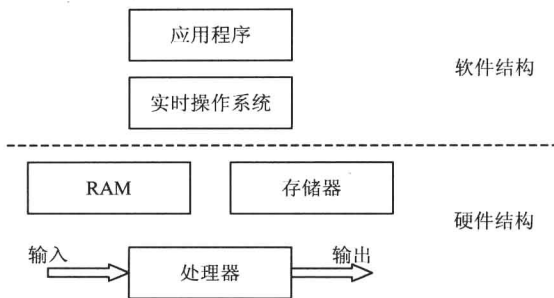 应用程序
软件结构
实时操作系统
RAM
存储器
硬件结构
输入
处理器
输出